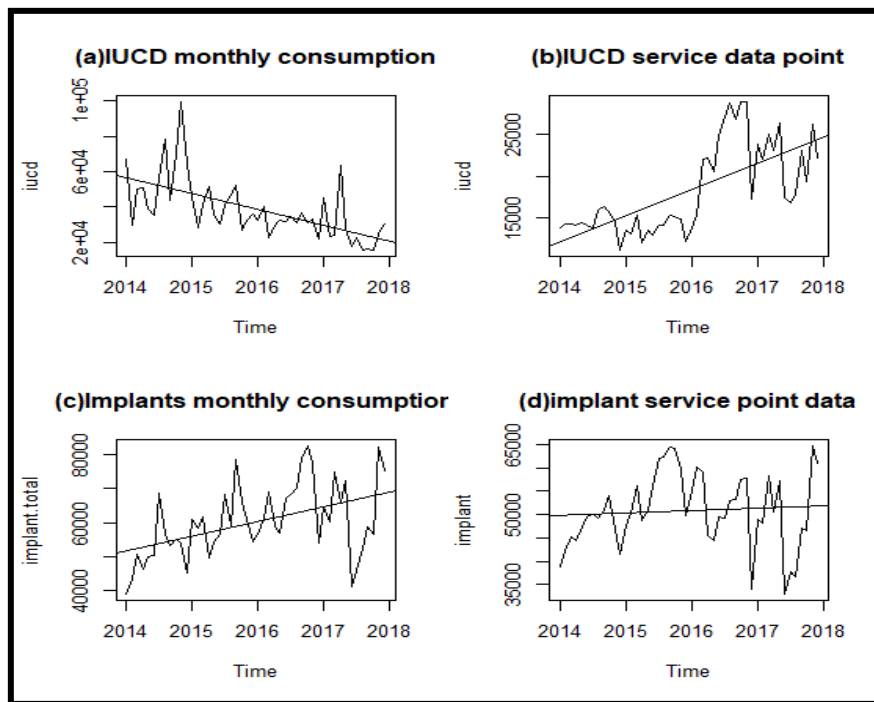 (a)IUCD monthly consumption
iucd
1e+05
6e+04
2e+04
2014 2015 2016 2017 2018
Time
(b)IUCD service data point
iucd
25000
15000
2014 2015 2016 2017 2018
Time
(c)Implants monthly consumptior
implant.total
80000
60000
40000
2014 2015 2016 2017 2018
Time
(d)implant service point data
implant
65000
50000
35000
2014 2015 2016 2017 2018
Time